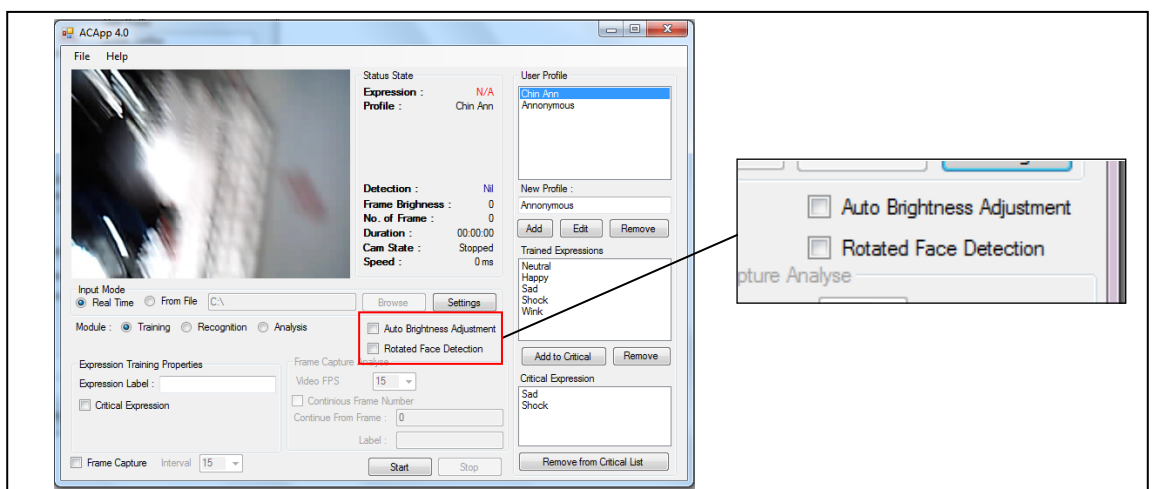 ACApp 4.0
File Help
Status State
Expression : N/A
Profile : Chin Ann
Detection : Nil
Frame Brighness : 0
No. of Frame : 0
Duration : 00:00:00
Cam State : Stopped
Speed : 0 ms
User Profile
Chin Ann
Annonymous
New Profile :
Annonymous
Add Edit Remove
Trained Expressions
Neutral
Happy
Sad
Shock
Wink
Add to Critical Remove
Critical Expression
Sad
Shock
Remove from Critical List
Input Mode
Real Time From File C:\ Browse Settings
Module : Training Recognition Analysis
Auto Brightness Adjustment
Rotated Face Detection
Expression Training Properties
Expression Label :
Critical Expression
Frame Capture Analyse
Video FPS 15
Continious Frame Number
Continue From Frame : 0
Label :
Frame Capture Interval 15
Start Stop
Auto Brightness Adjustment
Rotated Face Detection
pture Analyse